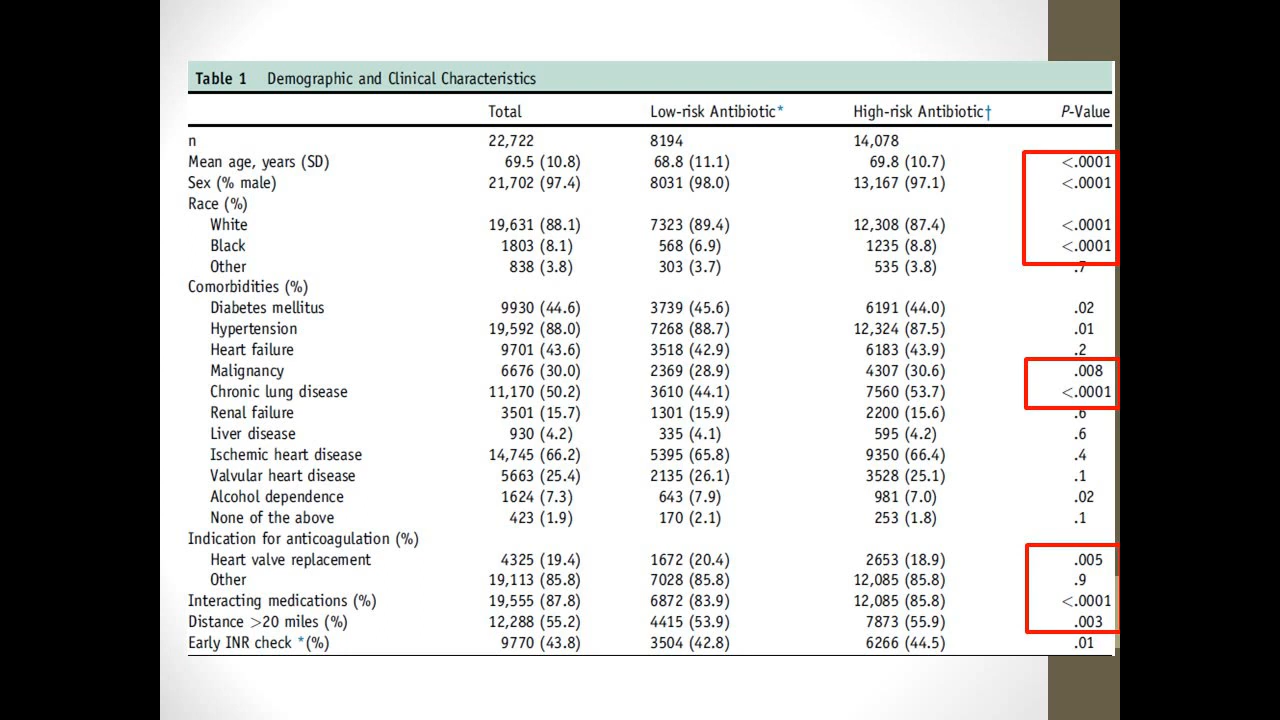 Table 1 Demographic and Clinical Characteristics
Total Low-risk Antibiotic* High-risk Antibiotic† P-Value
n 22,722 8194 14,078
Mean age, years (SD) 69.5 (10.8) 68.8 (11.1) 69.8 (10.7) <.0001
Sex (% male) 21,702 (97.4) 8031 (98.0) 13,167 (97.1) <.0001
Race (%)
White 19,631 (88.1) 7323 (89.4) 12,308 (87.4) <.0001
Black 1803 (8.1) 568 (6.9) 1235 (8.8) <.0001
Other 838 (3.8) 303 (3.7) 535 (3.8) .7
Comorbidities (%)
Diabetes mellitus 9930 (44.6) 3739 (45.6) 6191 (44.0) .02
Hypertension 19,592 (88.0) 7268 (88.7) 12,324 (87.5) .01
Heart failure 9701 (43.6) 3518 (42.9) 6183 (43.9) .2
Malignancy 6676 (30.0) 2369 (28.9) 4307 (30.6) .008
Chronic lung disease 11,170 (50.2) 3610 (44.1) 7560 (53.7) <.0001
Renal failure 3501 (15.7) 1301 (15.9) 2200 (15.6) .6
Liver disease 930 (4.2) 335 (4.1) 595 (4.2) .6
Ischemic heart disease 14,745 (66.2) 5395 (65.8) 9350 (66.4) .4
Valvular heart disease 5663 (25.4) 2135 (26.1) 3528 (25.1) .1
Alcohol dependence 1624 (7.3) 643 (7.9) 981 (7.0) .02
None of the above 423 (1.9) 170 (2.1) 253 (1.8) .1
Indication for anticoagulation (%)
Heart valve replacement 4325 (19.4) 1672 (20.4) 2653 (18.9) .005
Other 19,113 (85.8) 7028 (85.8) 12,085 (85.8) .9
Interacting medications (%) 19,555 (87.8) 6872 (83.9) 12,085 (85.8) <.0001
Distance >20 miles (%) 12,288 (55.2) 4415 (53.9) 7873 (55.9) .003
Early INR check *(%) 9770 (43.8) 3504 (42.8) 6266 (44.5) .01